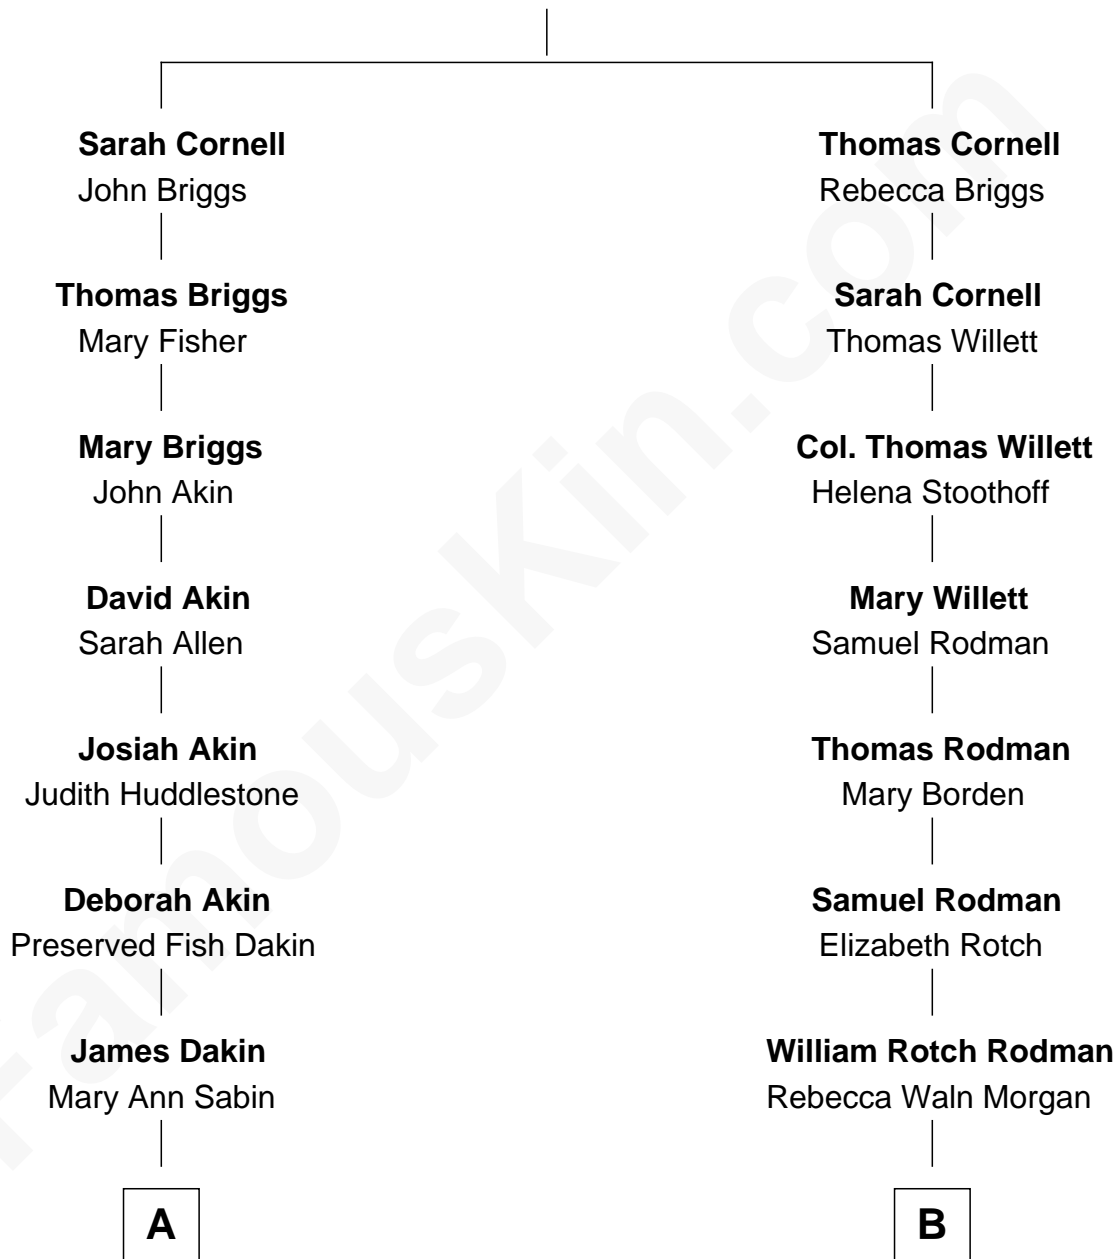 Sarah Cornell
John Briggs
Thomas Briggs
Mary Fisher
Mary Briggs
John Akin
David Akin
Sarah Allen
Josiah Akin
Judith Huddlestone
Deborah Akin
Preserved Fish Dakin
James Dakin
Mary Ann Sabin
A
Thomas Cornell
Rebecca Briggs
Sarah Cornell
Thomas Willett
Col. Thomas Willett
Helena Stoothoff
Mary Willett
Samuel Rodman
Thomas Rodman
Mary Borden
Samuel Rodman
Elizabeth Rotch
William Rotch Rodman
Rebecca Waln Morgan
B
FamousKin.com